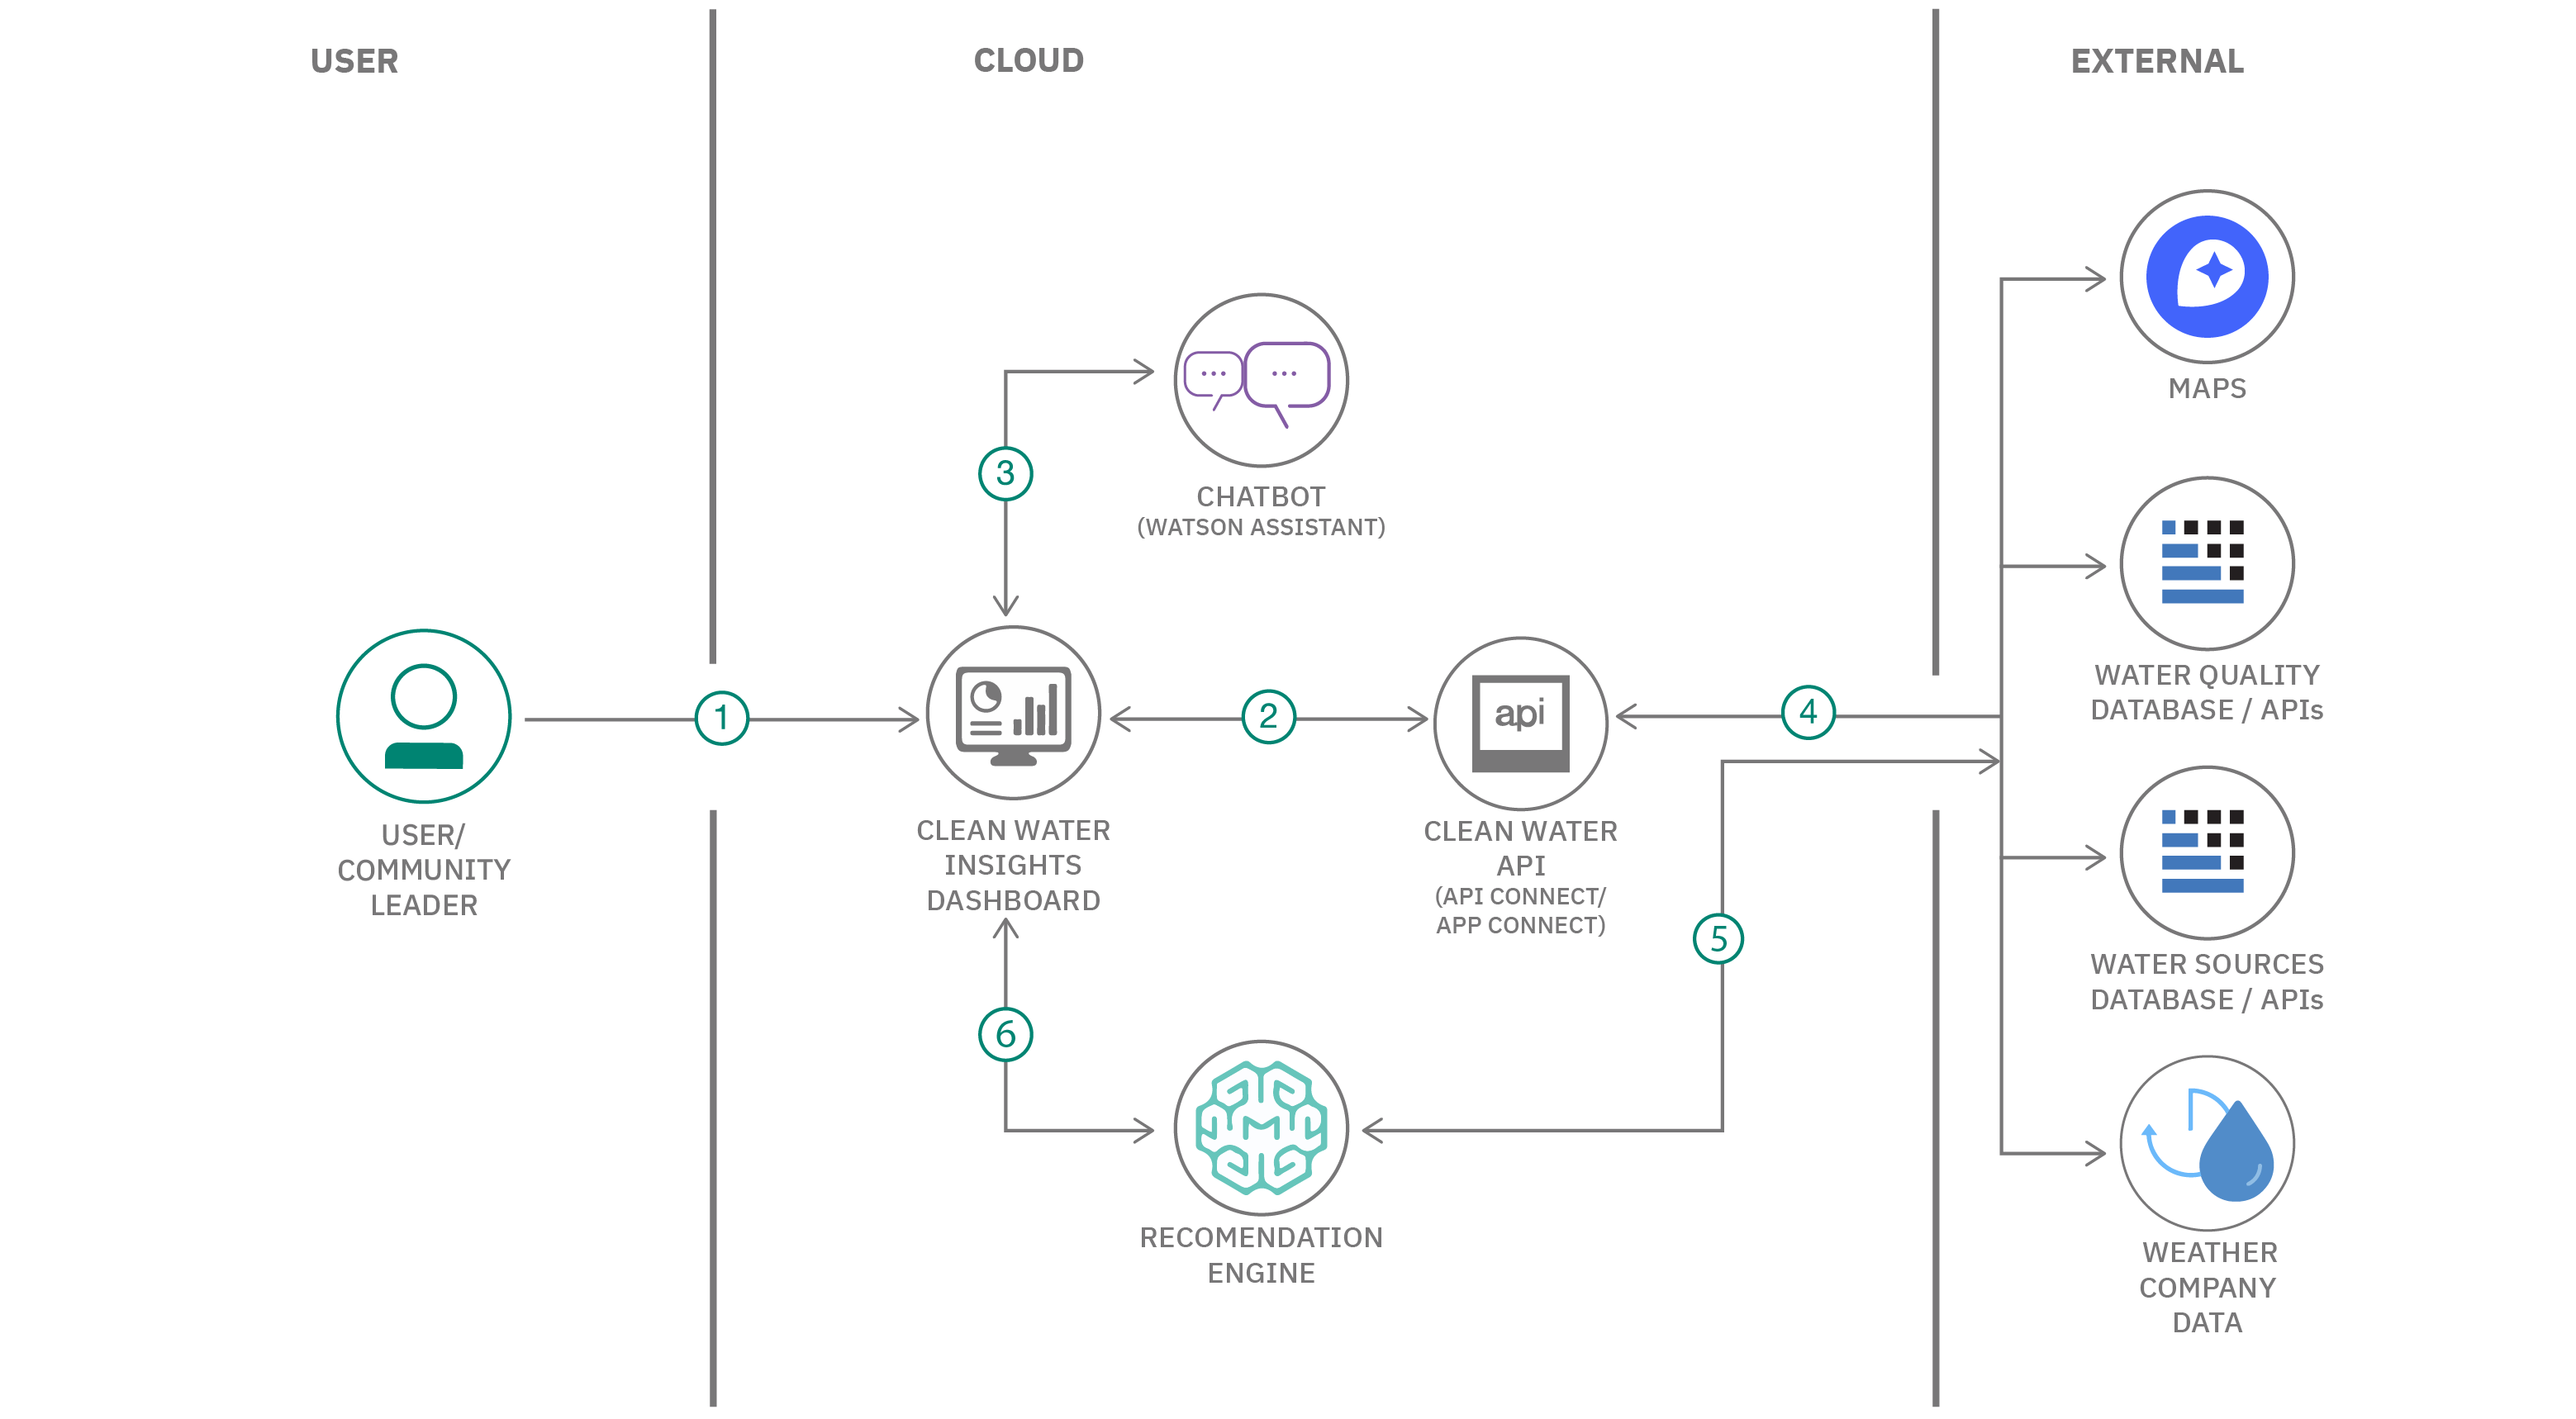 USER
CLOUD
EXTERNAL
MAPS
3
CHATBOT
(WATSON ASSISTANT)
WATER QUALITY
DATABASE / APIs
1
2
api
4
USER/
COMMUNITY
LEADER
CLEAN WATER
INSIGHTS
DASHBOARD
CLEAN WATER
API
(API CONNECT/
APP CONNECT)
5
WATER SOURCES
DATABASE / APIs
6
RECOMENDATION
ENGINE
WEATHER
COMPANY
DATA